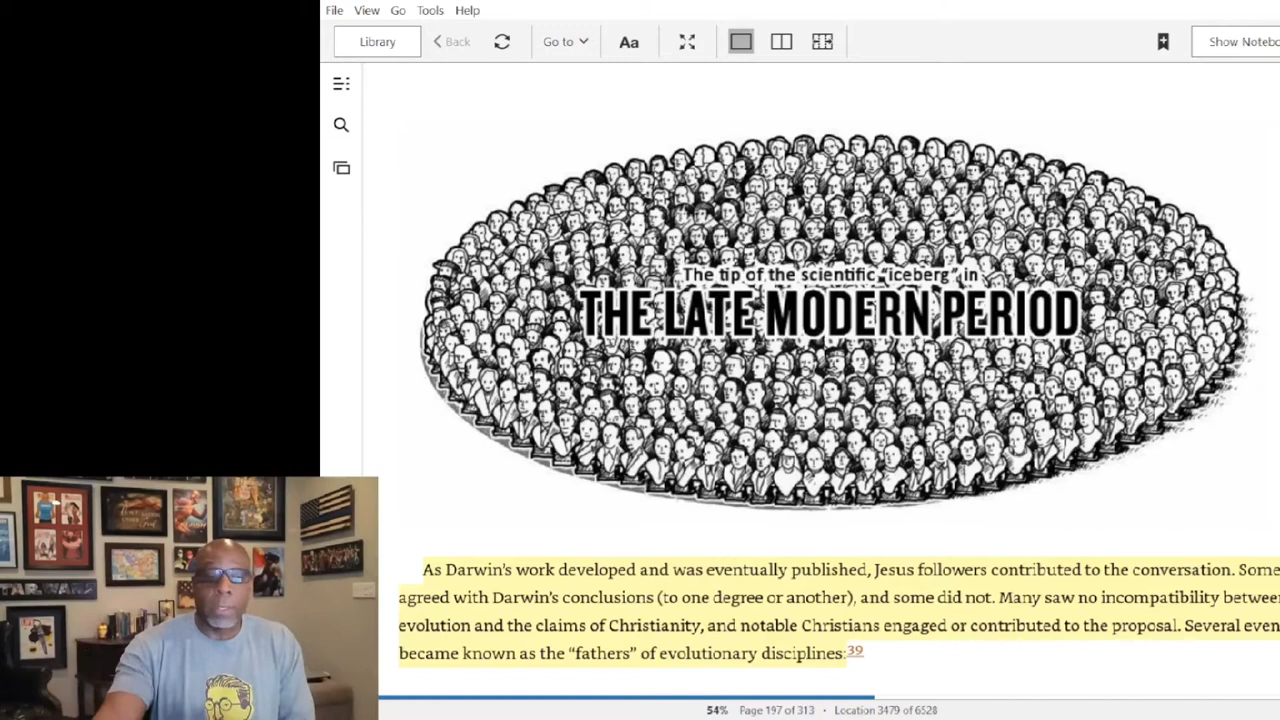 File View Go Tools Help
Library Back Go to Aa Show Notebo
The tip of the scientific "iceberg" in
THE LATE MODERN PERIOD
As Darwin's work developed and was eventually published, Jesus followers contributed to the conversation. Some
agreed with Darwin's conclusions (to one degree or another), and some did not. Many saw no incompatibility between
evolution and the claims of Christianity, and notable Christians engaged or contributed to the proposal. Several even
became known as the “fathers” of evolutionary disciplines:39
54% Page 197 of 313 • Location 3479 of 6528